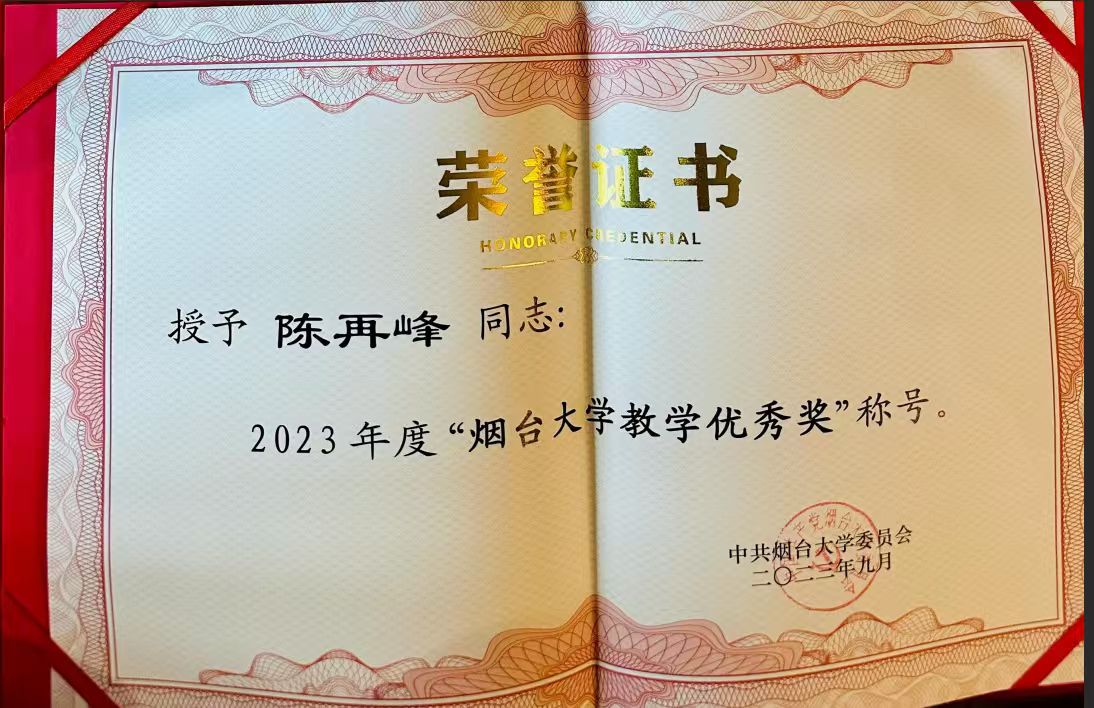 荣誉证书
HONORARY CREDENTIAL
授予 陈再峰 同志：
2023年度“烟台大学教学优秀奖”称号。
中共烟台大学委员会
二〇二三年九月